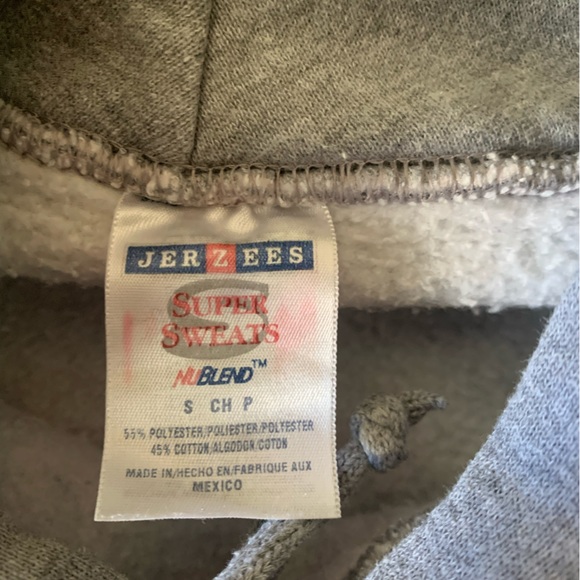 JERZEES
SUPER
SWEATS
NUBLEND™
S CH P
55% POLYESTER/POLIESTER/POLYESTER
45% COTTON/ALGODON/COTON
MADE IN/HECHO EN/FABRIQUE AUX
MEXICO